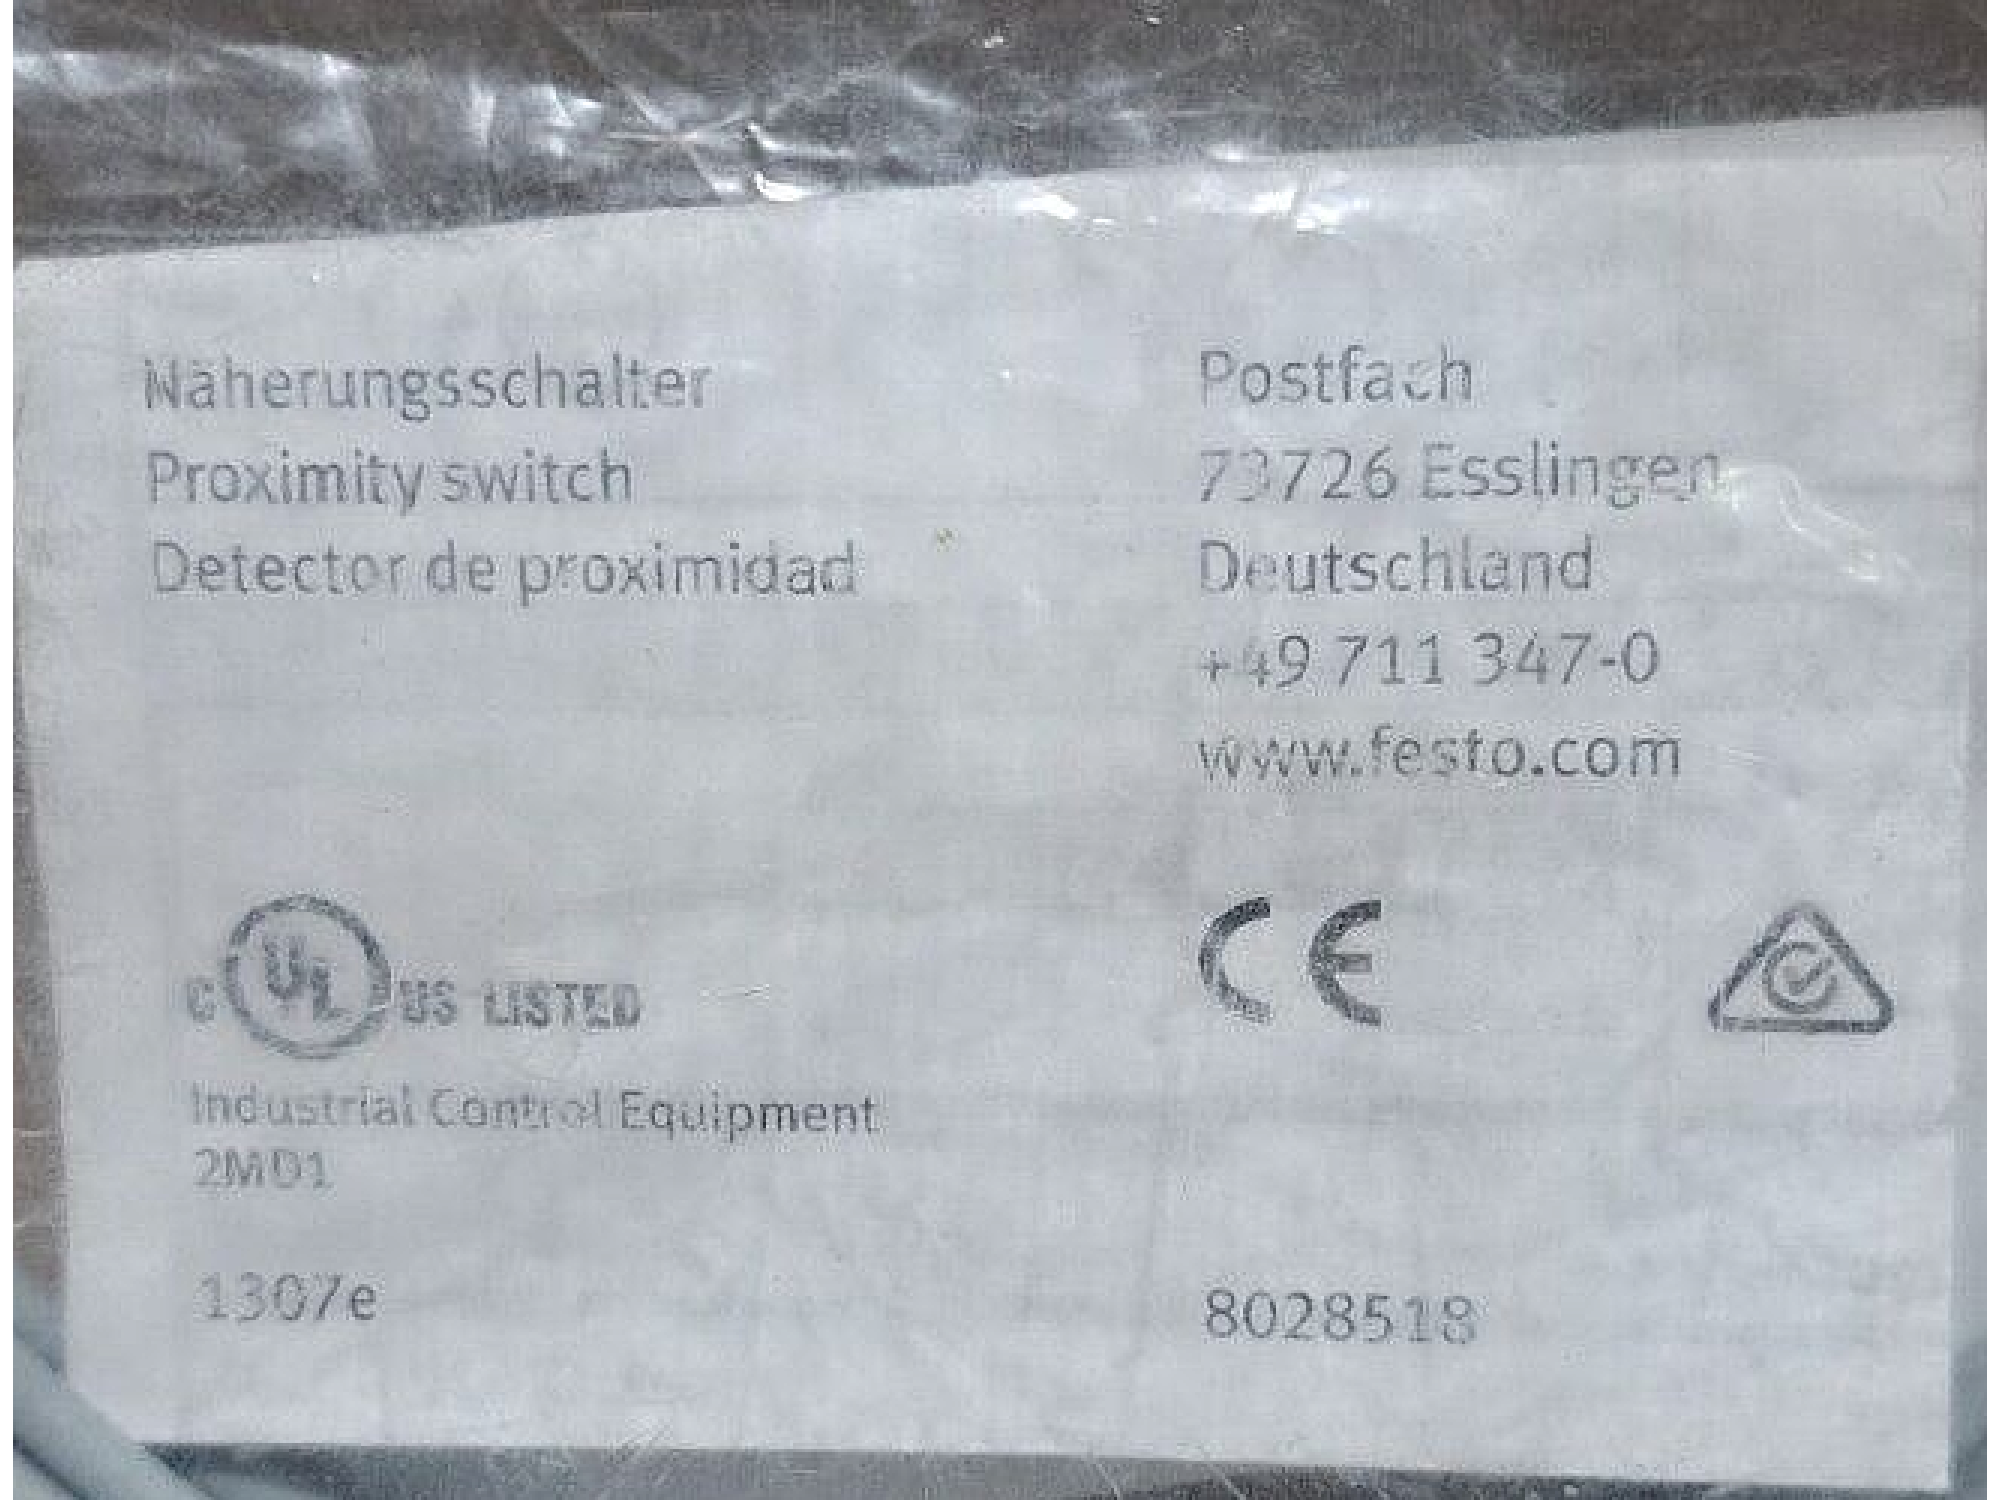 Näherungsschalter
Proximity switch
Detector de proximidad
Postfach
73726 Esslingen
Deutschland
+49 711 347-0
www.festo.com
C UL US LISTED
Industrial Control Equipment
2MD1
CE
1307e
8028518